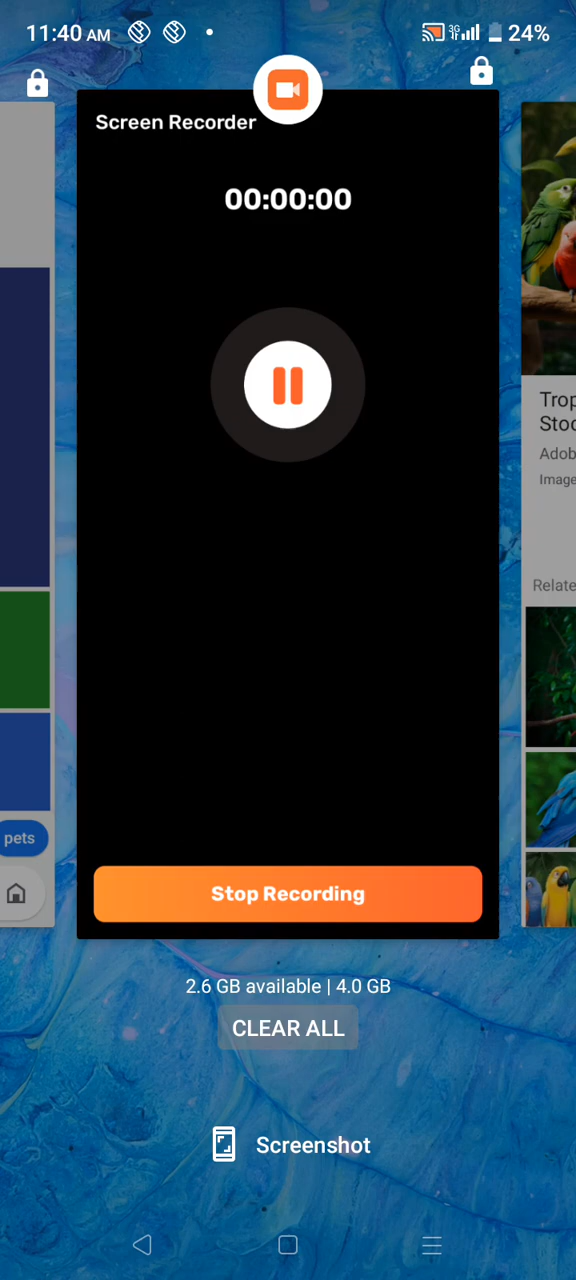 11:40 AM
3G
24%
Screen Recorder
00:00:00
Trop
Stoc
Adob
Image
Relate
pets
Stop Recording
2.6 GB available | 4.0 GB
CLEAR ALL
Screenshot